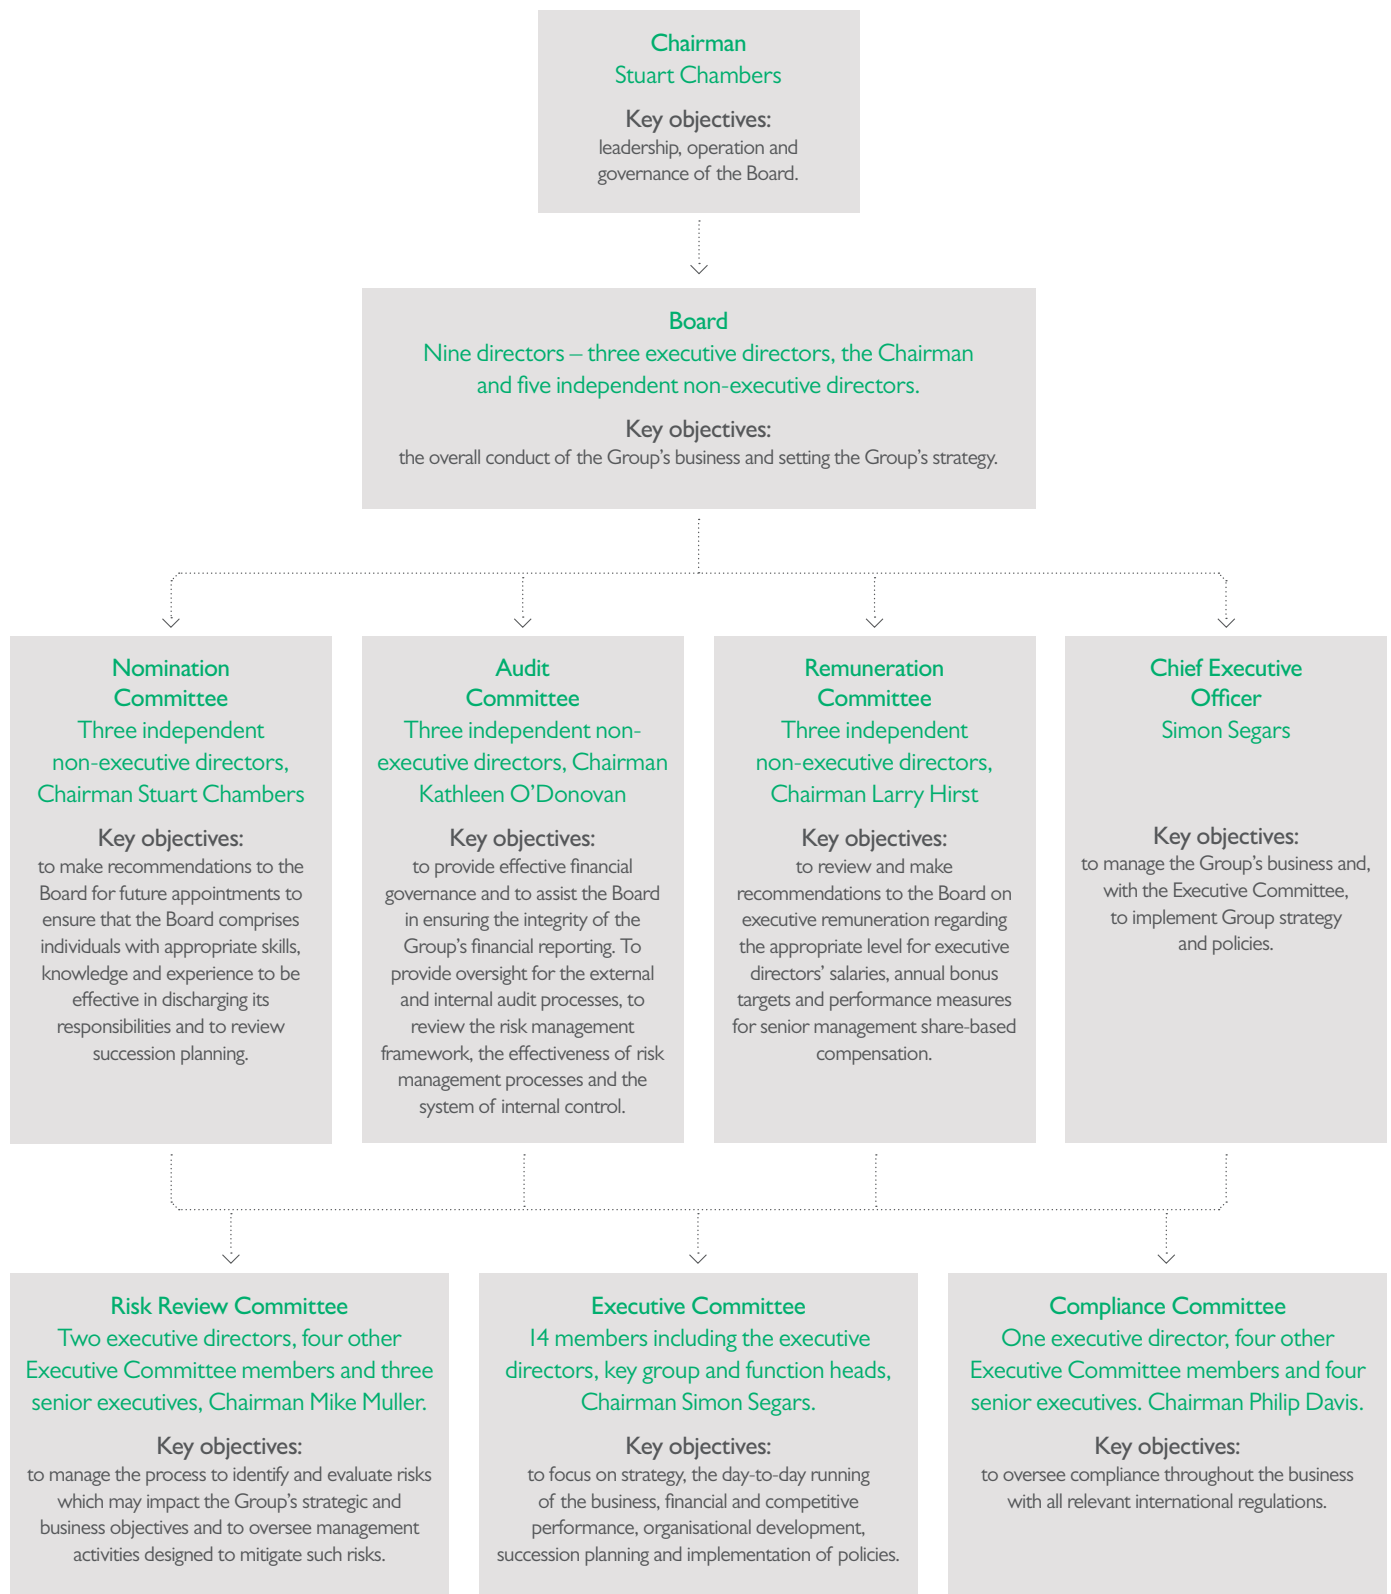 Chairman
Stuart Chambers
Key objectives:
leadership, operation and
governance of the Board.
Board
Nine directors – three executive directors, the Chairman
and five independent non-executive directors.
Key objectives:
the overall conduct of the Group’s business and setting the Group’s strategy.
Nomination
Committee
Three independent
non-executive directors,
Chairman Stuart Chambers
Key objectives:
to make recommendations to the
Board for future appointments to
ensure that the Board comprises
individuals with appropriate skills,
knowledge and experience to be
effective in discharging its
responsibilities and to review
succession planning.
Audit
Committee
Three independent non-
executive directors, Chairman
Kathleen O’Donovan
Key objectives:
to provide effective financial
governance and to assist the Board
in ensuring the integrity of the
Group’s financial reporting. To
provide oversight for the external
and internal audit processes, to
review the risk management
framework, the effectiveness of risk
management processes and the
system of internal control.
Remuneration
Committee
Three independent
non-executive directors,
Chairman Larry Hirst
Key objectives:
to review and make
recommendations to the Board on
executive remuneration regarding
the appropriate level for executive
directors’ salaries, annual bonus
targets and performance measures
for senior management share-based
compensation.
Chief Executive
Officer
Simon Segars
Key objectives:
to manage the Group’s business and,
with the Executive Committee,
to implement Group strategy
and policies.
Risk Review Committee
Two executive directors, four other
Executive Committee members and three
senior executives, Chairman Mike Muller.
Key objectives:
to manage the process to identify and evaluate risks
which may impact the Group’s strategic and
business objectives and to oversee management
activities designed to mitigate such risks.
Executive Committee
14 members including the executive
directors, key group and function heads,
Chairman Simon Segars.
Key objectives:
to focus on strategy, the day-to-day running
of the business, financial and competitive
performance, organisational development,
succession planning and implementation of policies.
Compliance Committee
One executive director, four other
Executive Committee members and four
senior executives. Chairman Philip Davis.
Key objectives:
to oversee compliance throughout the business
with all relevant international regulations.